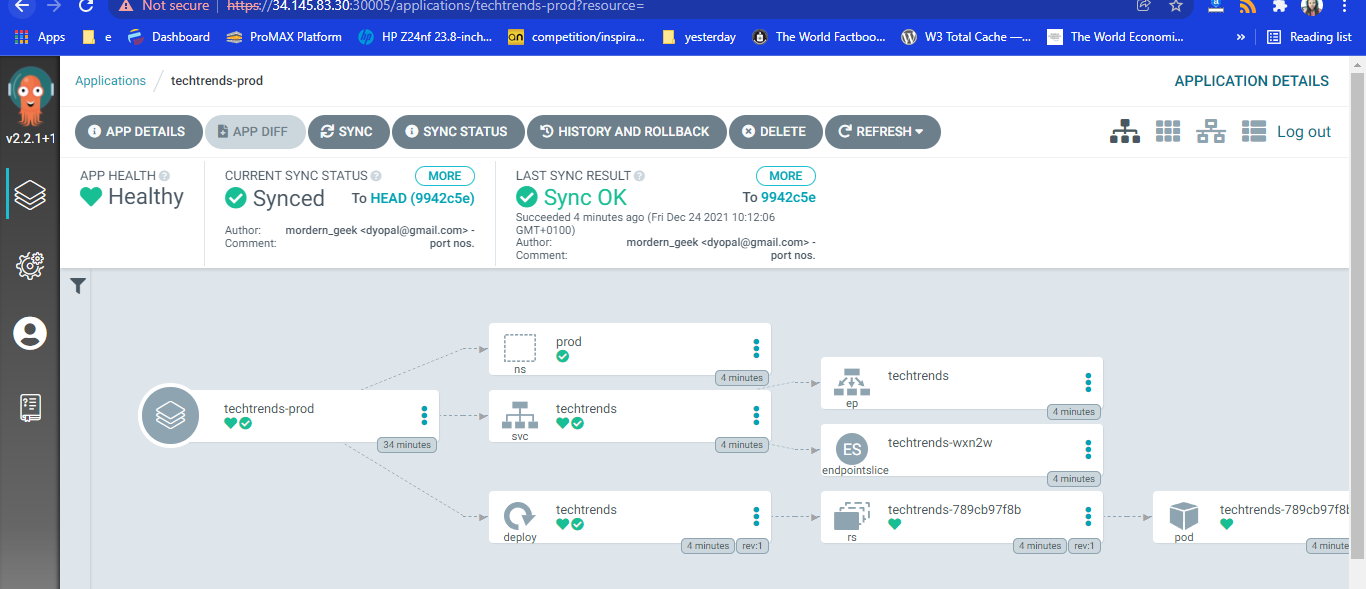 Not secure | https://34.145.83.30:30005/applications/techtrends-prod?resource=
Apps e Dashboard ProMAX Platform HP Z24nf 23.8-inch... competition/inspira... yesterday The World Factboo... W3 Total Cache —... The World Economi... » Reading list
v2.2.1+1
Applications / techtrends-prod APPLICATION DETAILS
APP DETAILS APP DIFF SYNC SYNC STATUS HISTORY AND ROLLBACK DELETE REFRESH Log out
APP HEALTH
Healthy
CURRENT SYNC STATUS MORE
Synced To HEAD (9942c5e)
Author: mordern_geek <dyopal@gmail.com> -
Comment: port nos.
LAST SYNC RESULT MORE
Sync OK To 9942c5e
Succeeded 4 minutes ago (Fri Dec 24 2021 10:12:06
GMT+0100)
Author: mordern_geek <dyopal@gmail.com> -
Comment: port nos.
techtrends-prod
34 minutes
prod
ns
4 minutes
techtrends
svc
4 minutes
techtrends
deploy
4 minutes rev:1
techtrends
ep
4 minutes
ES techtrends-wxn2w
endpointslice
4 minutes
techtrends-789cb97f8b
rs
4 minutes rev:1
techtrends-789cb97f8b
pod
4 minute